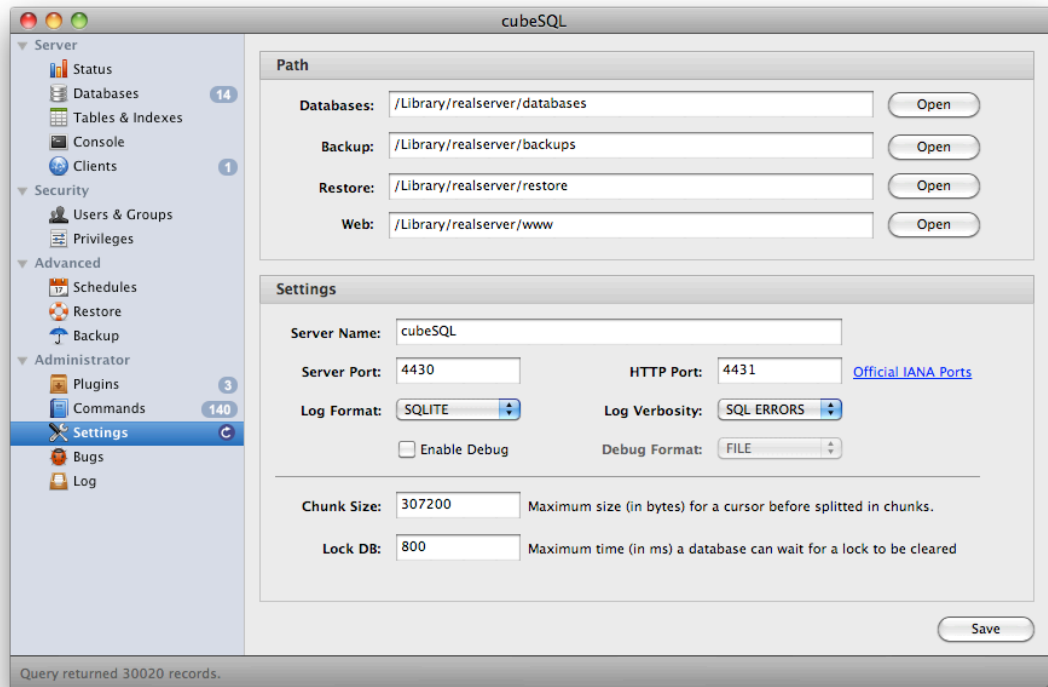 cubeSQL
Server
Status
Databases 14
Tables & Indexes
Console
Clients 1
Security
Users & Groups
Privileges
Advanced
17 Schedules
Restore
Backup
Administrator
Plugins 3
Commands 140
Settings C
Bugs
Log
Path
Databases: /Library/realserver/databases Open
Backup: /Library/realserver/backups Open
Restore: /Library/realserver/restore Open
Web: /Library/realserver/www Open
Settings
Server Name: cubeSQL
Server Port: 4430 HTTP Port: 4431 Official IANA Ports
Log Format: SQLITE Log Verbosity: SQL ERRORS
Enable Debug Debug Format: FILE
Chunk Size: 307200 Maximum size (in bytes) for a cursor before splitted in chunks.
Lock DB: 800 Maximum time (in ms) a database can wait for a lock to be cleared
Save
Query returned 30020 records.